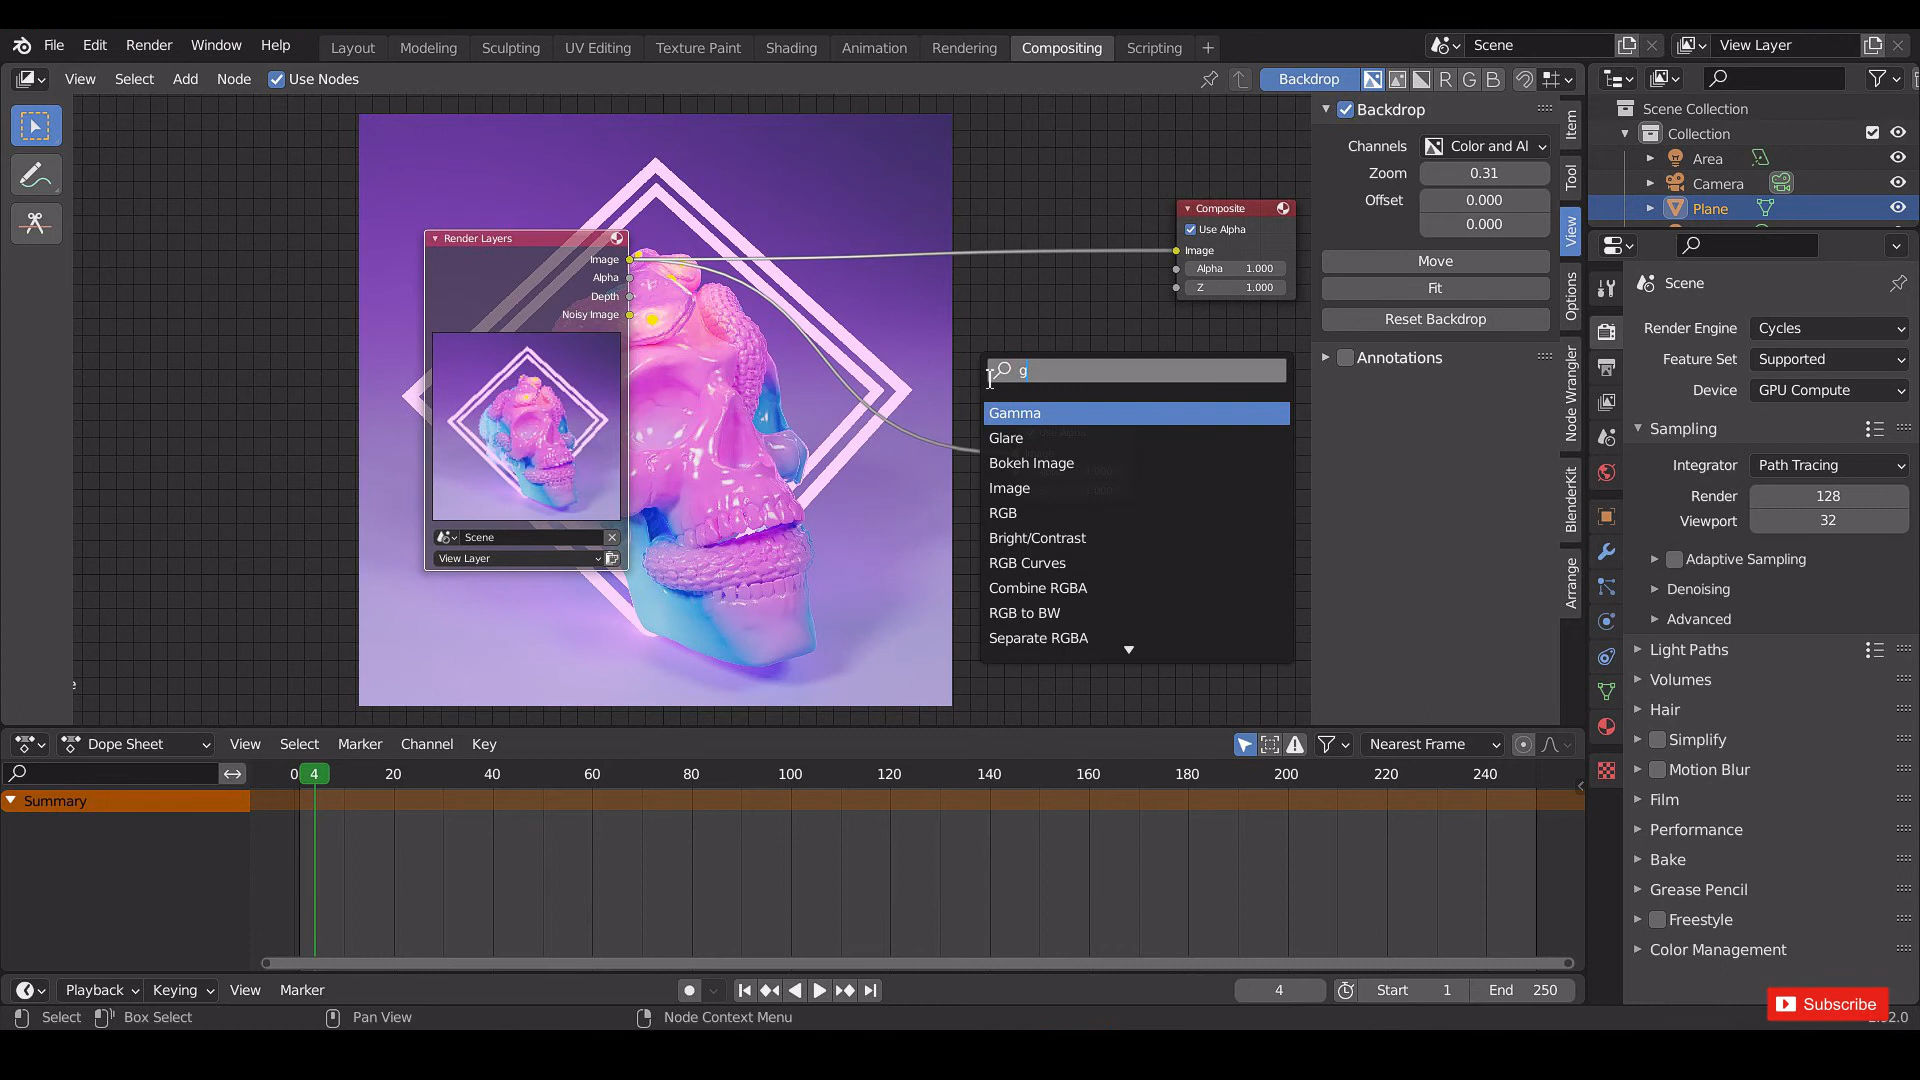 File Edit Render Window Help
Layout Modeling Sculpting UV Editing Texture Paint Shading Animation Rendering Compositing Scripting +
Scene
View Layer
View Select Add Node Use Nodes
Backdrop R G B
Backdrop
Channels Color and Al
Zoom 0.31
Offset 0.000
0.000
Move
Fit
Reset Backdrop
Annotations
Item
Tool
View
Options
Node Wrangler
BlenderKit
Arrange
Scene Collection
Collection
Area
Camera
Plane
Render Layers
Image
Alpha
Depth
Noisy Image
Scene
View Layer
Composite
Use Alpha
Image
Alpha 1.000
Z 1.000
g
Gamma
Glare
Bokeh Image
Image
RGB
Bright/Contrast
RGB Curves
Combine RGBA
RGB to BW
Separate RGBA
Scene
Render Engine Cycles
Feature Set Supported
Device GPU Compute
Sampling
Integrator Path Tracing
Render 128
Viewport 32
Adaptive Sampling
Denoising
Advanced
Light Paths
Volumes
Hair
Simplify
Motion Blur
Film
Performance
Bake
Grease Pencil
Freestyle
Color Management
Dope Sheet View Select Marker Channel Key
Nearest Frame
0 4 20 40 60 80 100 120 140 160 180 200 220 240
Summary
Playback Keying View Marker
4 Start 1 End 250
Select Box Select Pan View Node Context Menu
Subscribe